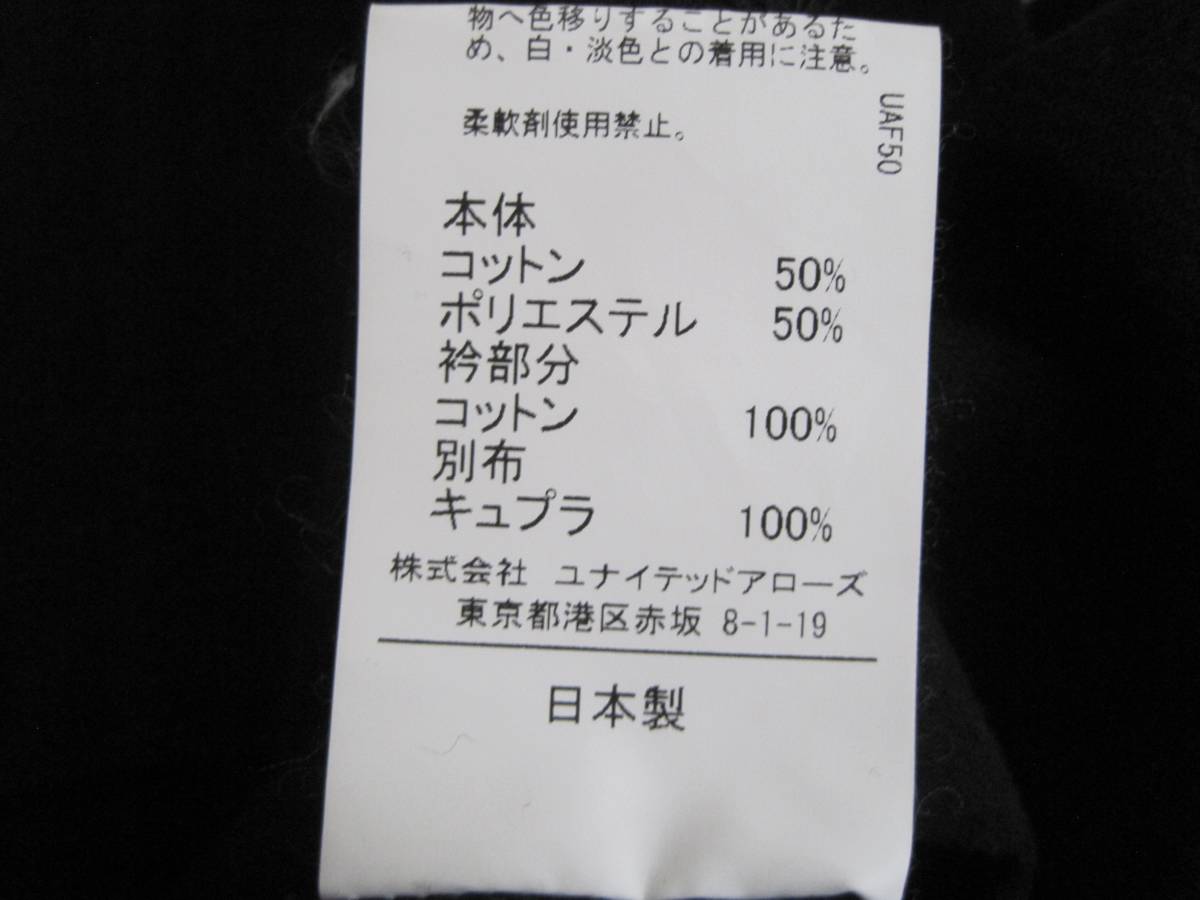 物へ色移りすることがあるた
め、白・淡色との着用に注意。
柔軟剤使用禁止。
UAF50
本体
コットン 50%
ポリエステル 50%
衿部分
コットン 100%
別布
キュプラ 100%
株式会社 ユナイテッドアローズ
東京都港区赤坂 8-1-19
日本製